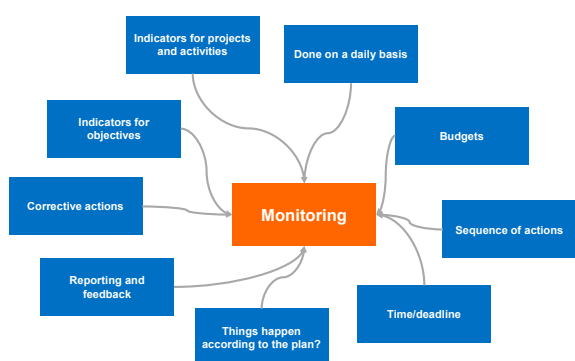 Indicators for projects
and activities
Done on a daily basis
Indicators for
objectives
Budgets
Corrective actions
Monitoring
Sequence of actions
Reporting and
feedback
Time/deadline
Things happen
according to the plan?